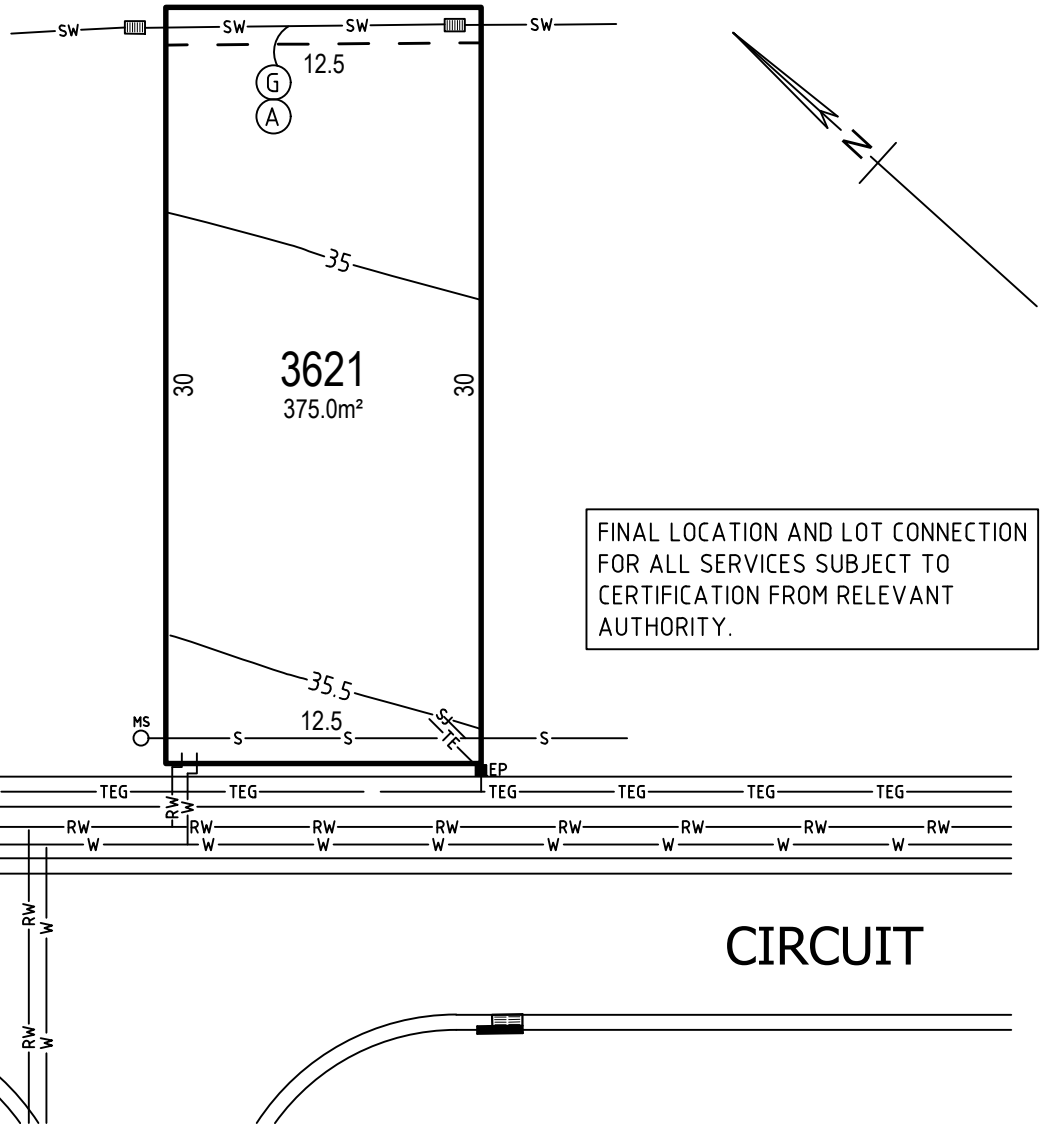 SW SW SW SW
12.5
G
A
N
35
3621
375.0m²
30 30
FINAL LOCATION AND LOT CONNECTION
FOR ALL SERVICES SUBJECT TO
CERTIFICATION FROM RELEVANT
AUTHORITY.
35.5
12.5
SJ
TE
MS
S S S
EP
TEG TEG TEG TEG TEG TEG
RW W
RW RW RW RW RW RW RW RW
W W W W W W W W
RW W
CIRCUIT
RW W